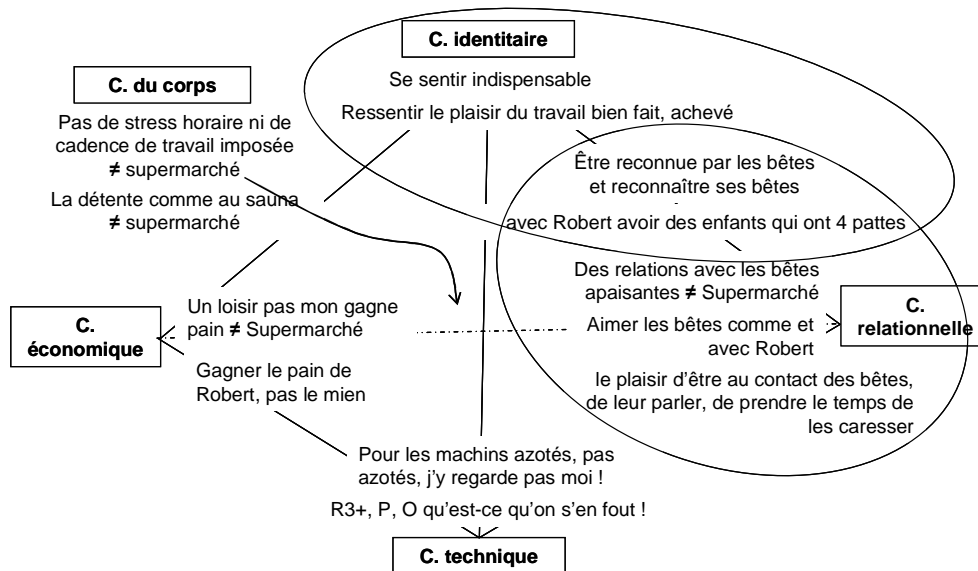 C. identitaire
Se sentir indispensable
Ressentir le plaisir du travail bien fait, achevé
C. du corps
Pas de stress horaire ni de
cadence de travail imposée
≠ supermarché
La détente comme au sauna
≠ supermarché
Être reconnue par les bêtes
et reconnaître ses bêtes
avec Robert avoir des enfants qui ont 4 pattes
Des relations avec les bêtes
apaisantes ≠ Supermarché
Aimer les bêtes comme et
avec Robert
le plaisir d'être au contact des bêtes,
de leur parler, de prendre le temps de
les caresser
C.
relationnelle
Un loisir pas mon gagne
pain ≠ Supermarché
C.
économique
Gagner le pain de
Robert, pas le mien
Pour les machins azotés, pas
azotés, j'y regarde pas moi !
R3+, P, O qu'est-ce qu'on s'en fout !
C. technique